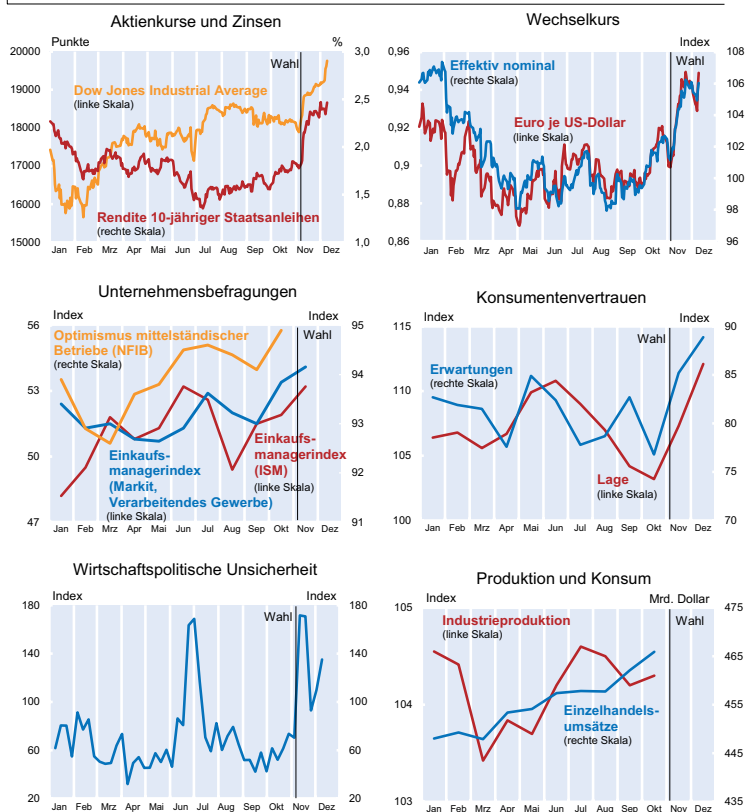 Aktienkurse und Zinsen
Punkte
%
20000
19000
18000
17000
16000
15000
3,0
2,5
2,0
1,5
1,0
Wahl
Dow Jones Industrial Average
(linke Skala)
Rendite 10-jähriger Staatsanleihen
(rechte Skala)
Jan Feb Mrz Apr Mai Jun Jul Aug Sep Okt Nov Dez
Wechselkurs
Index
0,96
0,94
0,92
0,9
0,88
0,86
108
106
104
102
100
98
96
Wahl
Effektiv nominal
(rechte Skala)
Euro je US-Dollar
(linke Skala)
Jan Feb Mrz Apr Mai Jun Jul Aug Sep Okt Nov Dez
Unternehmensbefragungen
Index
Index
56
53
50
47
95
94
93
92
91
Wahl
Optimismus mittelständischer
Betriebe (NFIB)
(rechte Skala)
Einkaufs-
managerindex
(Markit,
Verarbeitendes Gewerbe)
(linke Skala)
Einkaufs-
managerindex
(ISM)
(linke Skala)
Jan Feb Mrz Apr Mai Jun Jul Aug Sep Okt Nov Dez
Konsumentenvertrauen
Index
Index
115
110
105
100
90
85
80
75
70
Wahl
Erwartungen
(rechte Skala)
Lage
(linke Skala)
Jan Feb Mrz Apr Mai Jun Jul Aug Sep Okt Nov Dez
Wirtschaftspolitische Unsicherheit
Index
Index
180
140
100
60
20
180
140
100
60
20
Wahl
Jan Feb Mrz Apr Mai Jun Jul Aug Sep Okt Nov Dez
Produktion und Konsum
Index
Mrd. Dollar
105
104
103
475
465
455
445
435
Wahl
Industrieproduktion
(linke Skala)
Einzelhandels-
umsätze
(rechte Skala)
Jan Feb Mrz Apr Mai Jun Jul Aug Sep Okt Nov Dez